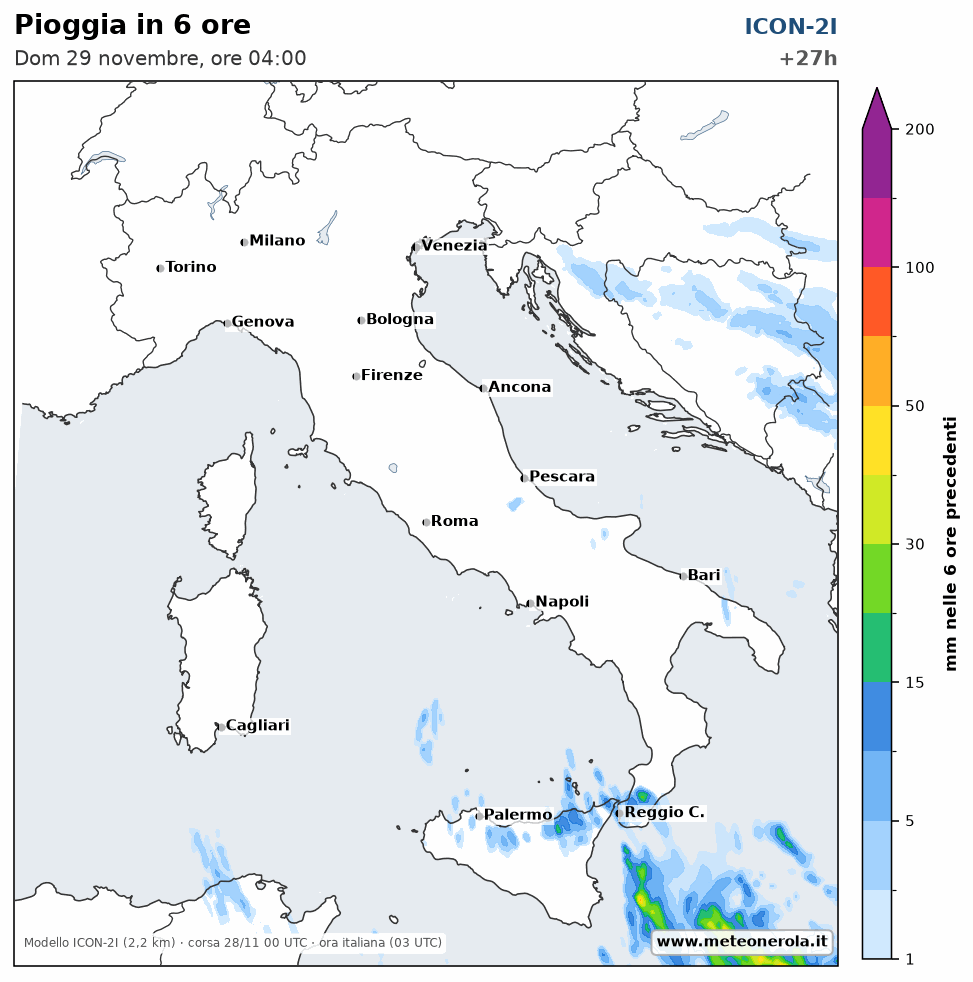 Pioggia in 6 ore
ICON-2I
Dom 29 novembre, ore 04:00
+27h
200
100
50
30
15
5
1
mm nelle 6 ore precedenti
Milano
Venezia
Torino
Genova
Bologna
Firenze
Ancona
Pescara
Roma
Bari
Napoli
Cagliari
Palermo
Reggio C.
Modello ICON-2I (2,2 km) · corsa 28/11 00 UTC · ora italiana (03 UTC)
www.meteonerola.it